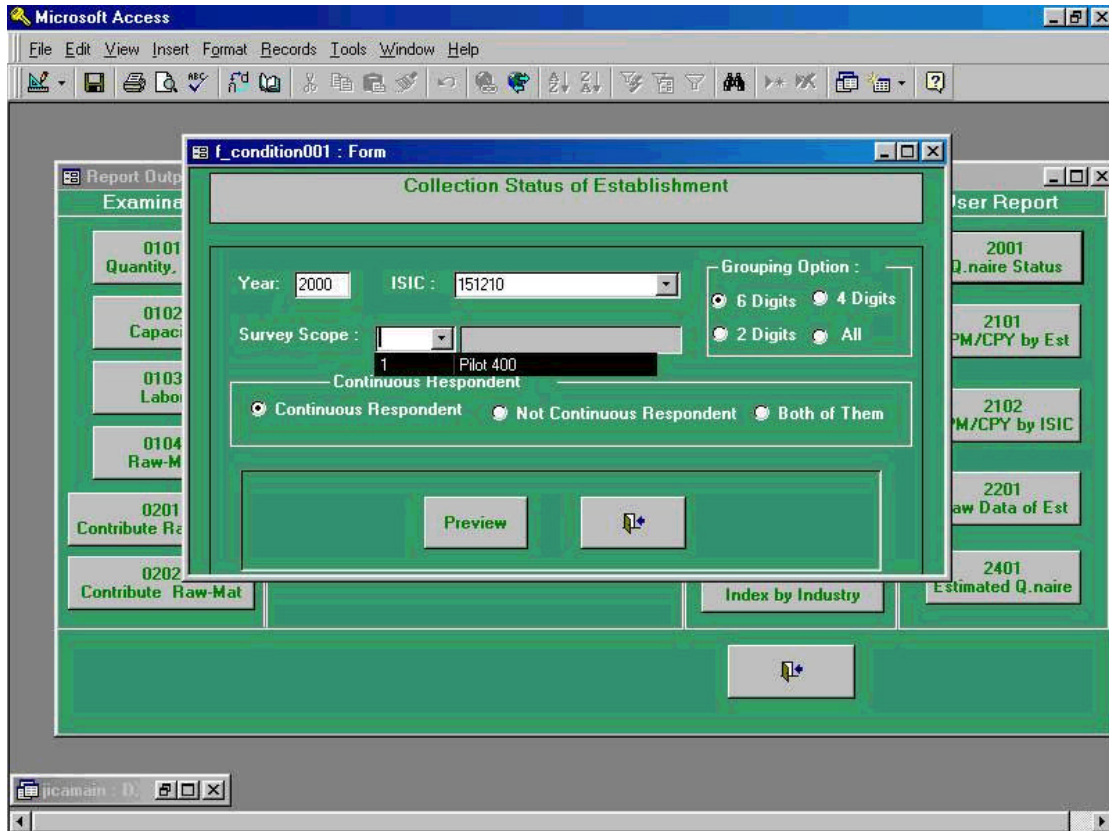 Microsoft Access
File Edit View Insert Format Records Tools Window Help
f_condition001 : Form
Collection Status of Establishment
Year: 2000 ISIC : 151210
Grouping Option :
6 Digits 4 Digits
2 Digits All
Survey Scope :
1 Pilot 400
Continuous Respondent
Continuous Respondent Not Continuous Respondent Both of Them
Preview
Report Outp
Examina
0101
Quantity,
0102
Capaci
0103
Labo
0104
Raw-M
0201
Contribute Ra
0202
Contribute Raw-Mat
Index by Industry
User Report
2001
Q.naire Status
2101
PM/CPY by Est
2102
PM/CPY by ISIC
2201
aw Data of Est
2401
Estimated Q.naire
jicamain : D